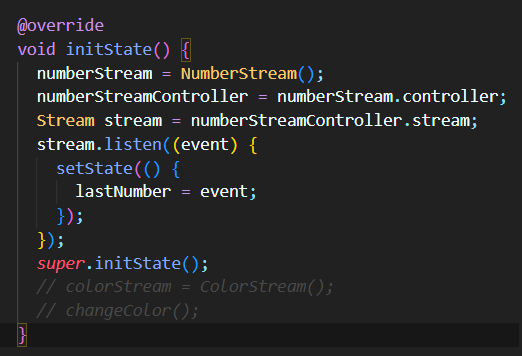 @override
void initState() {
  numberStream = NumberStream();
  numberStreamController = numberStream.controller;
  Stream stream = numberStreamController.stream;
  stream.listen((event) {
    setState(() {
      lastNumber = event;
    });
  });
  super.initState();
  // colorStream = ColorStream();
  // changeColor();
}